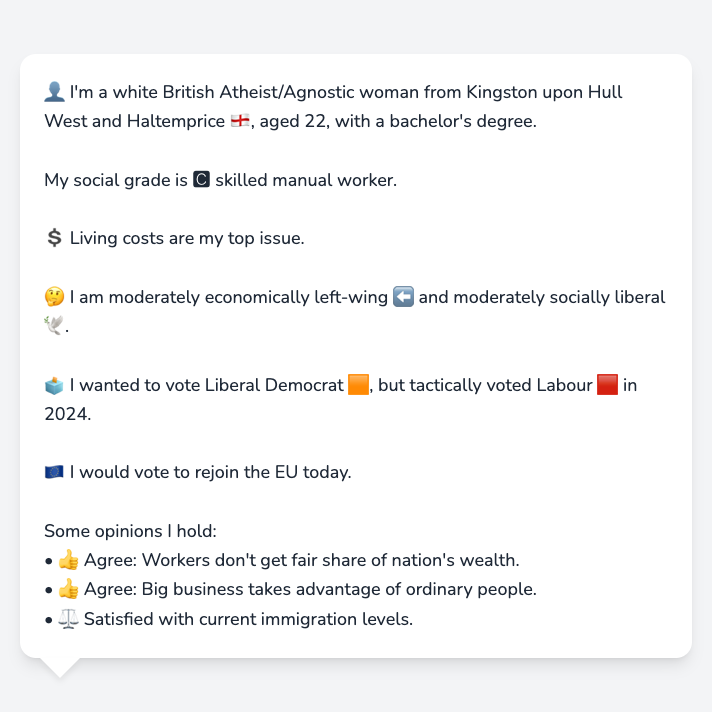 👤 I'm a white British Atheist/Agnostic woman from Kingston upon Hull
West and Haltemprice 🏴󠁧󠁢󠁥󠁮󠁧󠁿, aged 22, with a bachelor's degree.
My social grade is 🅲 skilled manual worker.
💲 Living costs are my top issue.
🤔 I am moderately economically left-wing ⬅️ and moderately socially liberal
🕊️.
🗳️ I wanted to vote Liberal Democrat 🟧, but tactically voted Labour 🟥 in
2024.
🇪🇺 I would vote to rejoin the EU today.
Some opinions I hold:
• 👍 Agree: Workers don't get fair share of nation's wealth.
• 👍 Agree: Big business takes advantage of ordinary people.
• ⚖️ Satisfied with current immigration levels.